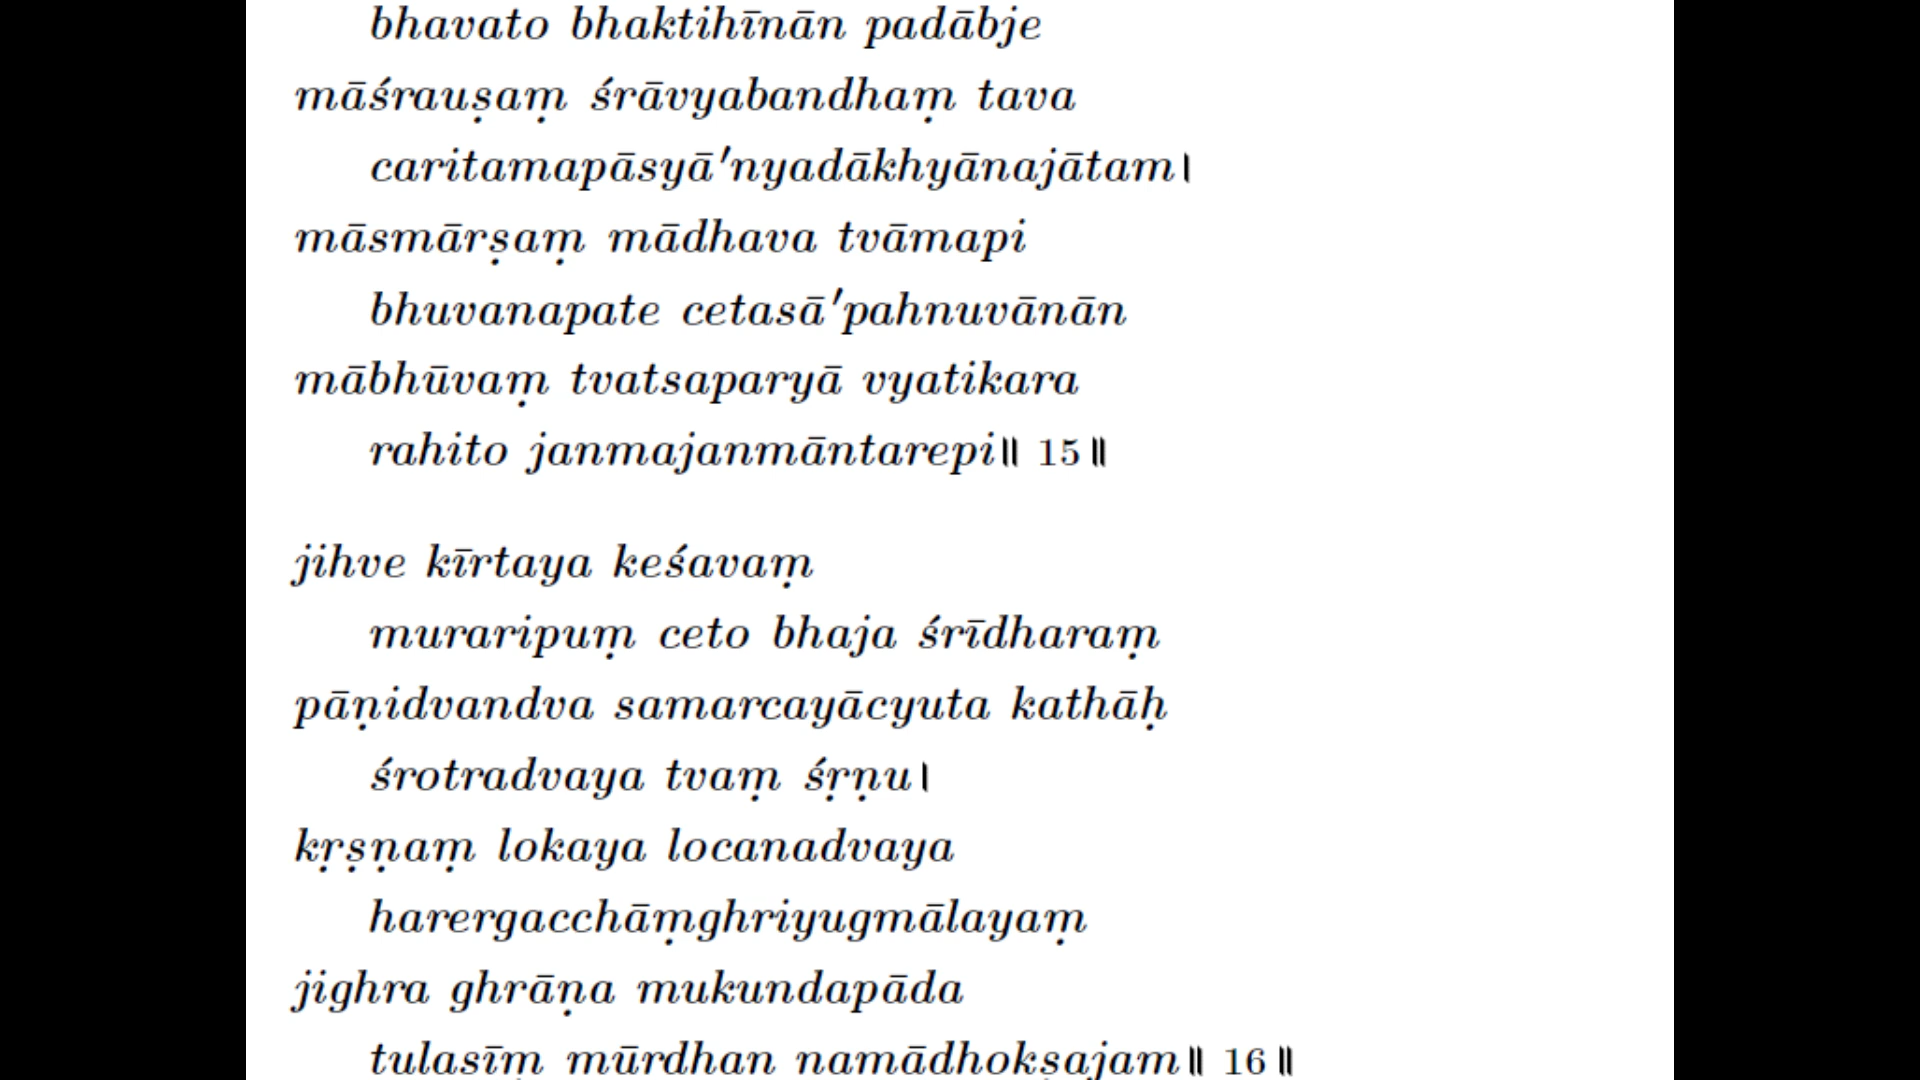 bhavato bhaktihīnān padābje
māśrauṣaṃ śrāvyabandhaṃ tava
caritamapāsyā'nyadākhyānajātam।
māsmārṣaṃ mādhava tvāmapi
bhuvanapate cetasā'pahnuvānān
mābhūvaṃ tvatsaparyā vyatikara
rahito janmajanmāntarepi॥ 15॥
jihve kīrtaya keśavaṃ
muraripuṃ ceto bhaja śrīdharaṃ
pāṇidvandva samarcayācyuta kathāḥ
śrotradvaya tvaṃ śṛṇu।
kṛṣṇaṃ lokaya locanadvaya
harergacchāṃghriyugmālayaṃ
jighra ghrāṇa mukundapāda
tulasīṃ mūrdhan namādhokṣajam॥ 16॥